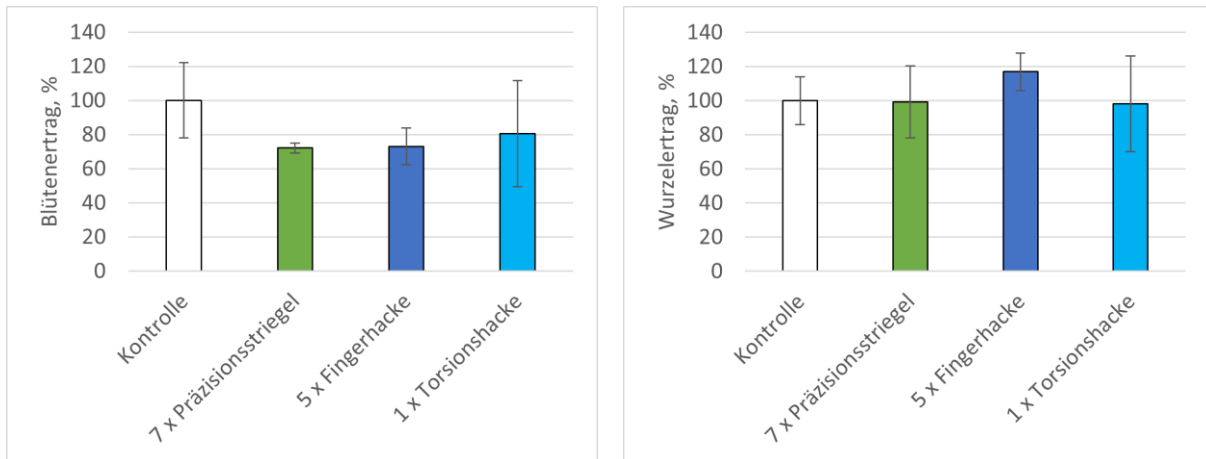 Blütenertrag, %
140
120
100
80
60
40
20
0
Kontrolle
7 x Präzisionsstriegel
5 x Fingerhacke
1 x Torsionshacke
Wurzelertrag, %
140
120
100
80
60
40
20
0
Kontrolle
7 x Präzisionsstriegel
5 x Fingerhacke
1 x Torsionshacke